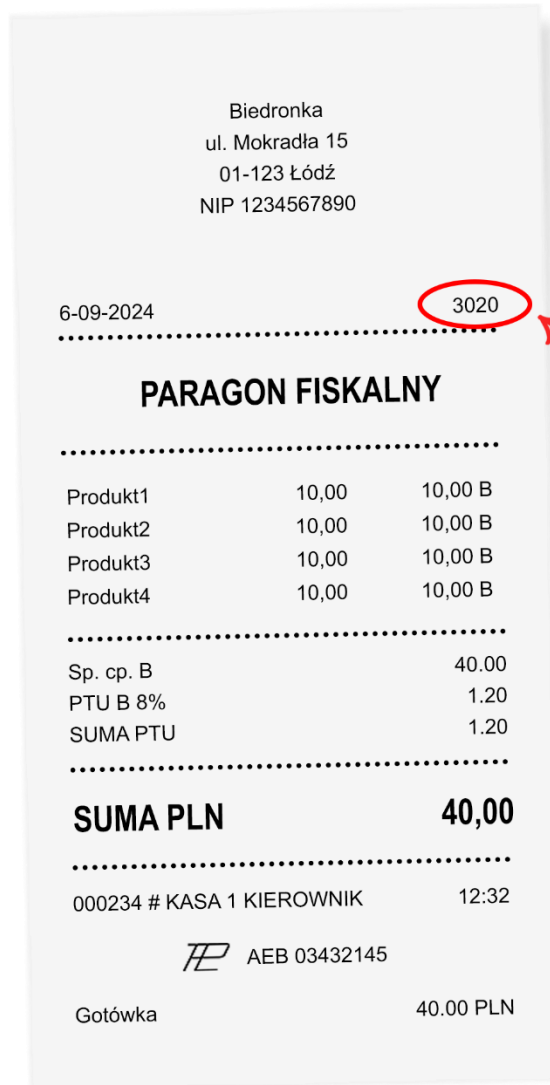 Biedronka
ul. Mokradła 15
01-123 Łódź
NIP 1234567890
6-09-2024 3020
PARAGON FISKALNY
Produkt1 10,00 10,00 B
Produkt2 10,00 10,00 B
Produkt3 10,00 10,00 B
Produkt4 10,00 10,00 B
Sp. cp. B 40.00
PTU B 8% 1.20
SUMA PTU 1.20
SUMA PLN 40,00
000234 # KASA 1 KIEROWNIK 12:32
AEB 03432145
Gotówka 40.00 PLN